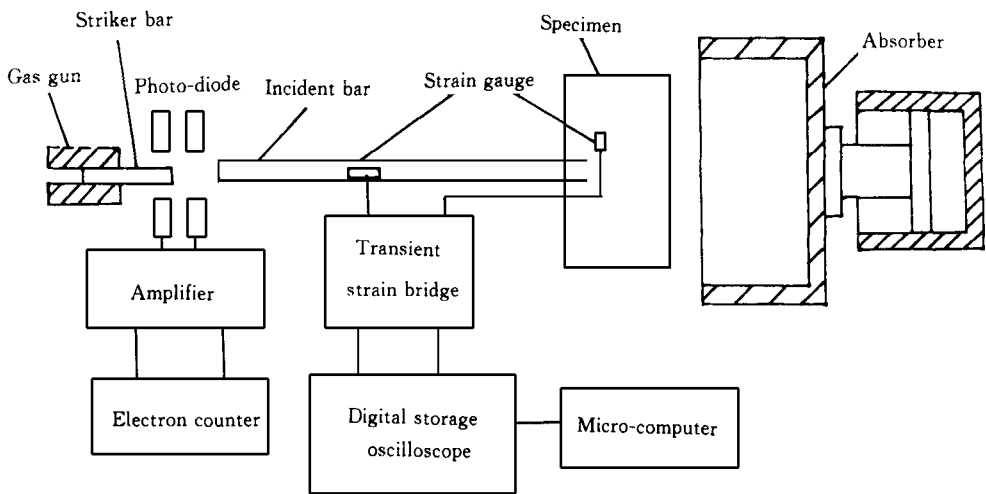 Striker bar
Specimen
Absorber
Gas gun
Photo-diode
Incident bar
Strain gauge
Transient
strain bridge
Amplifier
Electron counter
Digital storage
oscilloscope
Micro-computer